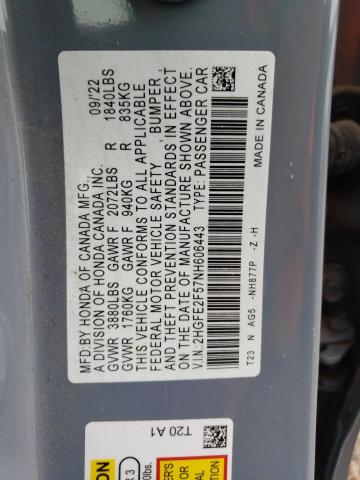 MFD.BY HONDA OF CANADA MFG., 09/'22
A DIVISION OF HONDA CANADA INC.
GVWR 3880LBS GAWR F 2072LBS R 1840LBS
GVWR 1760KG GAWR F 940KG R 835KG
THIS VEHICLE CONFORMS TO ALL APPLICABLE
FEDERAL MOTOR VEHICLE SAFETY, BUMPER,
AND THEFT PREVENTION STANDARDS IN EFFECT
ON THE DATE OF MANUFACTURE SHOWN ABOVE.
V.I.N.:2HGFE2F57NH606443 TYPE: PASSENGER CAR
T23 N AG5 -NH877P -Z -H MADE IN CANADA
T20 A1